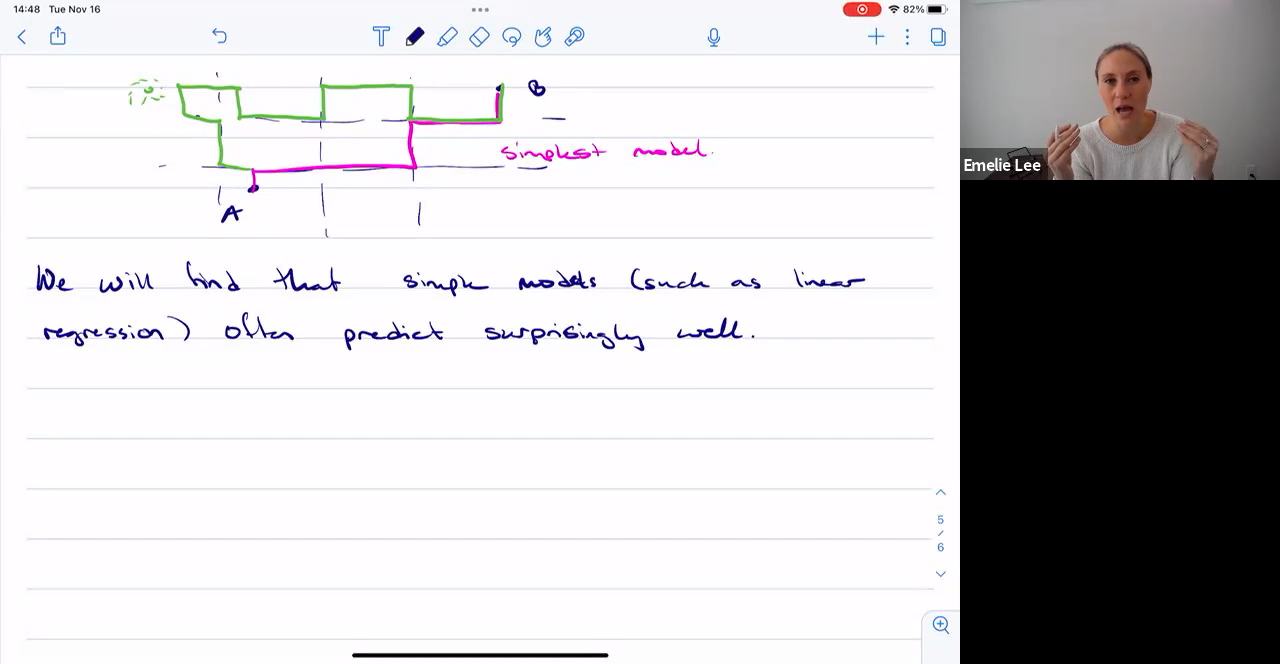 14:48 Tue Nov 16
82%
B
simplest model.
Emelie Lee
A
We will find that simple models (such as linear
regression) often predict surprisingly well.
5
/
6